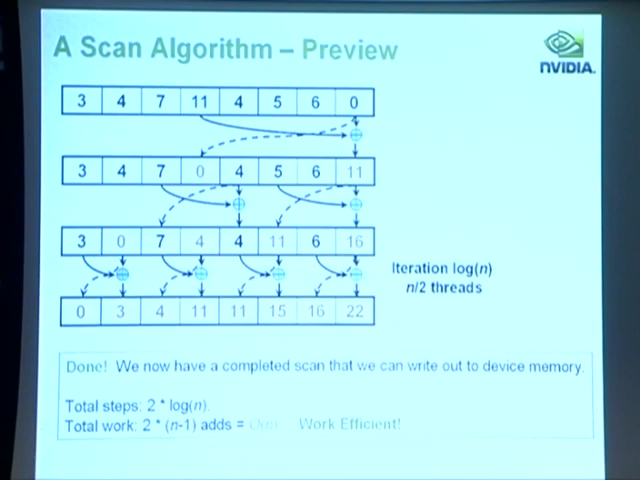 A Scan Algorithm – Preview
NVIDIA.
3 4 7 11 4 5 6 0
3 4 7 0 4 5 6 11
3 0 7 4 4 11 6 16
Iteration log(n)
n/2 threads
0 3 4 11 11 15 16 22
Done! We now have a completed scan that we can write out to device memory.
Total steps: 2 * log(n).
Total work: 2 * (n-1) adds = Work Efficient!